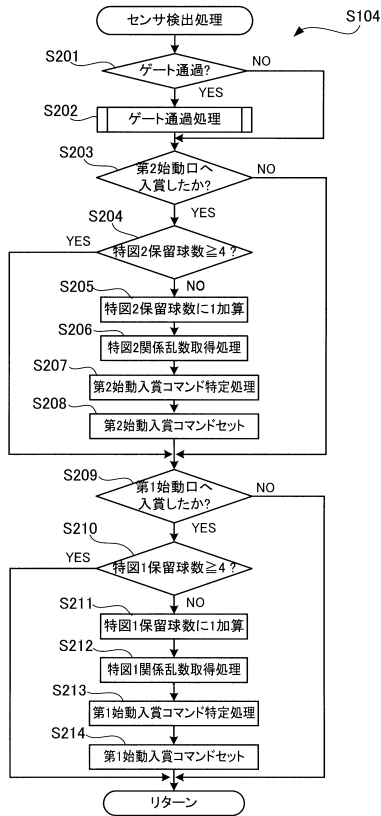 センサ検出処理
S104
S201
ゲート通過?
NO
YES
S202
ゲート通過処理
S203
第2始動口へ
入賞したか?
NO
YES
S204
YES
特図2保留球数≧4?
NO
S205
特図2保留球数に1加算
S206
特図2関係乱数取得処理
S207
第2始動入賞コマンド特定処理
S208
第2始動入賞コマンドセット
S209
第1始動口へ
入賞したか?
NO
YES
S210
YES
特図1保留球数≧4?
NO
S211
特図1保留球数に1加算
S212
特図1関係乱数取得処理
S213
第1始動入賞コマンド特定処理
S214
第1始動入賞コマンドセット
リターン